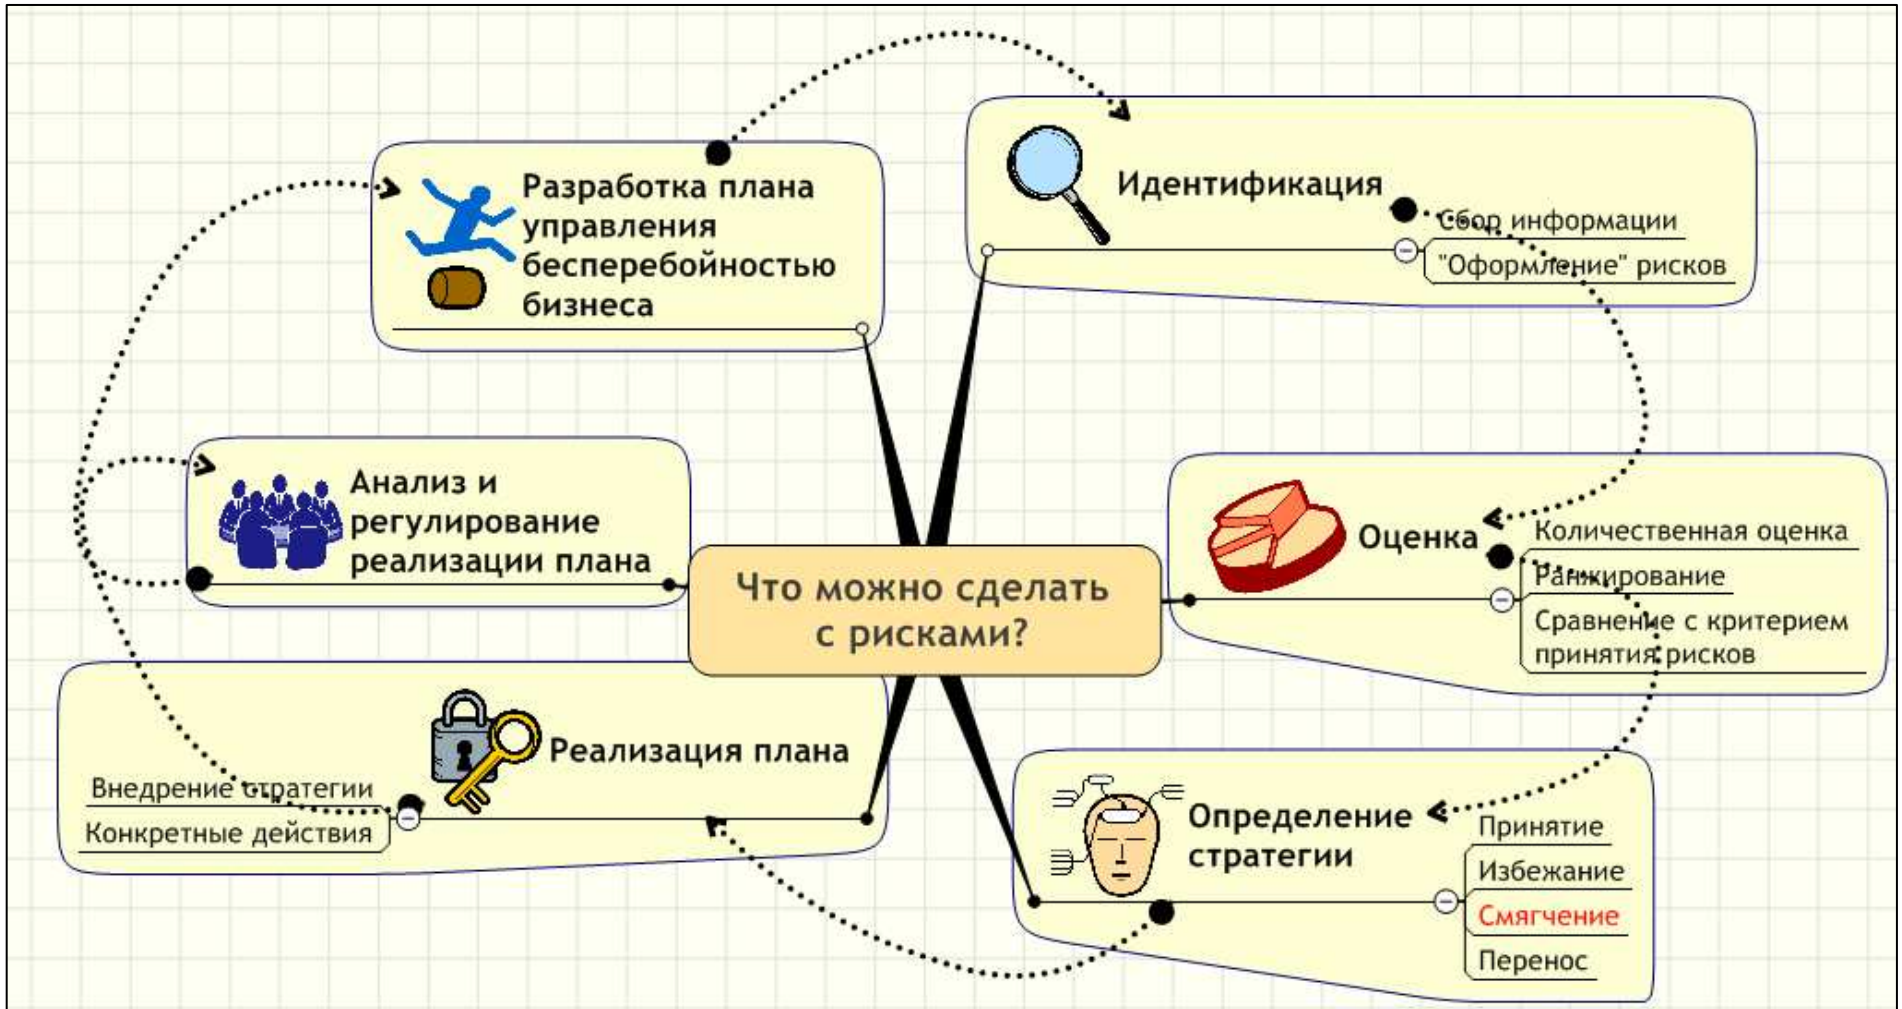 Что можно сделать
с рисками?
Идентификация
Сбор информации
"Оформление" рисков
Оценка
Количественная оценка
Ранжирование
Сравнение с критерием
принятия рисков
Определение
стратегии
Принятие
Избежание
Смягчение
Перенос
Реализация плана
Внедрение стратегии
Конкретные действия
Анализ и
регулирование
реализации плана
Разработка плана
управления
бесперебойностью
бизнеса